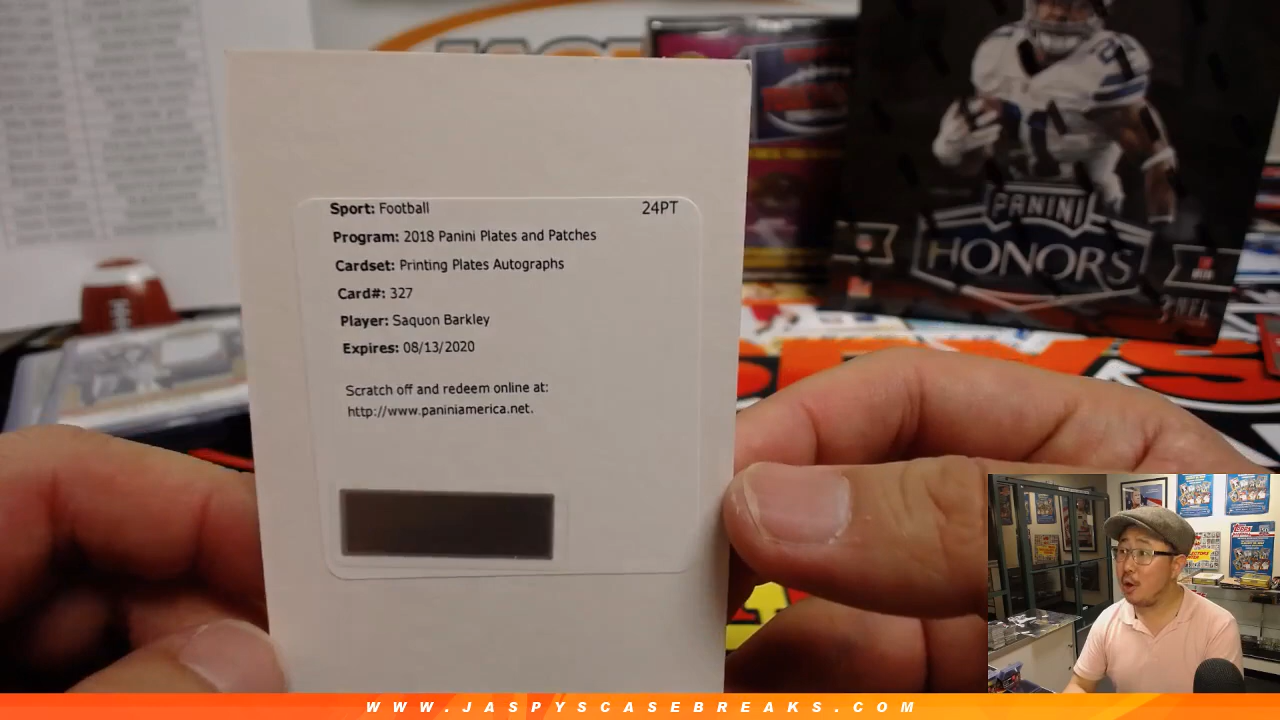 Sport: Football
24PT
Program: 2018 Panini Plates and Patches
Cardset: Printing Plates Autographs
Card#: 327
Player: Saquon Barkley
Expires: 08/13/2020
Scratch off and redeem online at:
http://www.paniniamerica.net.
PANINI
HONORS
WWW.JASPYSCASEBREAKS.COM